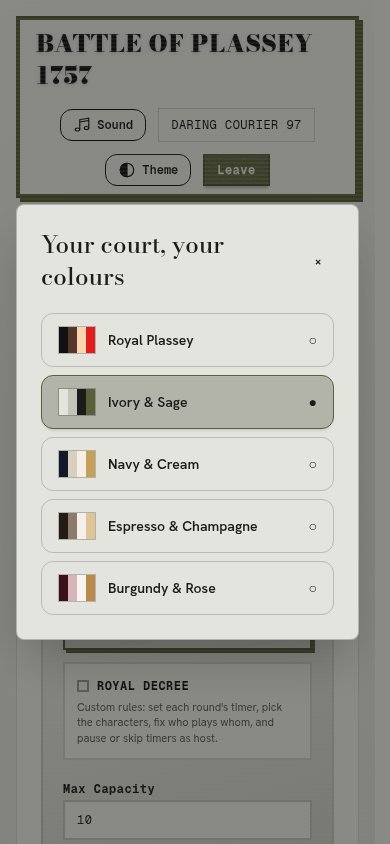 BATTLE OF PLASSEY
1757
Sound
DARING COURIER 97
Theme
Leave
Your court, your
colours
×
Royal Plassey
Ivory & Sage
Navy & Cream
Espresso & Champagne
Burgundy & Rose
ROYAL DECREE
Custom rules: set each round's timer, pick
the characters, fix who plays whom, and
pause or skip timers as host.
Max Capacity
10